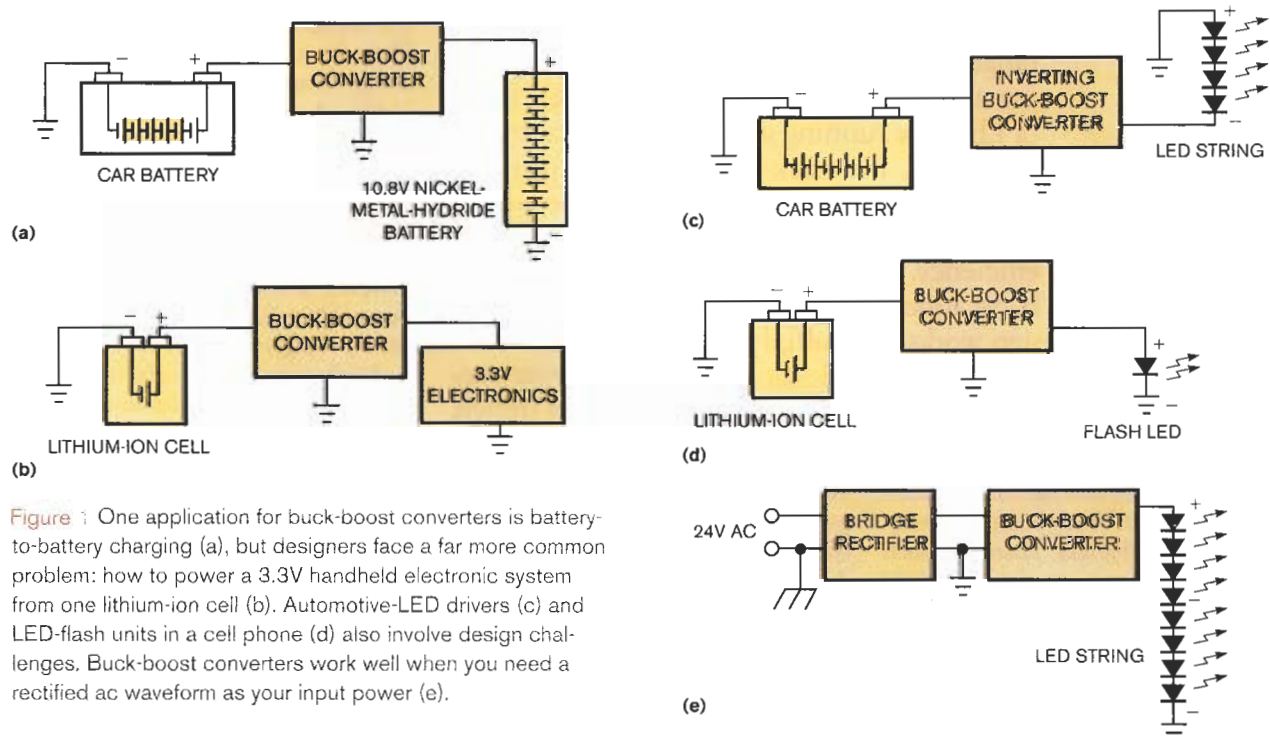 BUCK-BOOST
CONVERTER
- +
CAR BATTERY
+
10.8V NICKEL-
METAL-HYDRIDE
BATTERY
-
(a)
- +
BUCK-BOOST
CONVERTER
3.3V
ELECTRONICS
LITHIUM-ION CELL
(b)
Figure
One application for buck-boost converters is battery-
to-battery charging (a), but designers face a far more common
problem: how to power a 3.3V handheld electronic system
from one lithium-ion cell (b). Automotive-LED drivers (c) and
LED-flash units in a cell phone (d) also involve design chal-
lenges. Buck-boost converters work well when you need a
rectified ac waveform as your input power (e).
+
INVERTING
BUCK-BOOST
CONVERTER
- +
-
LED STRING
CAR BATTERY
(c)
BUCK-BOOST
CONVERTER
- +
+
-
LITHIUM-ION CELL
FLASH LED
(d)
+
24V AC
BRIDGE
RECTIFIER
BUCK-BOOST
CONVERTER
LED STRING
-
(e)